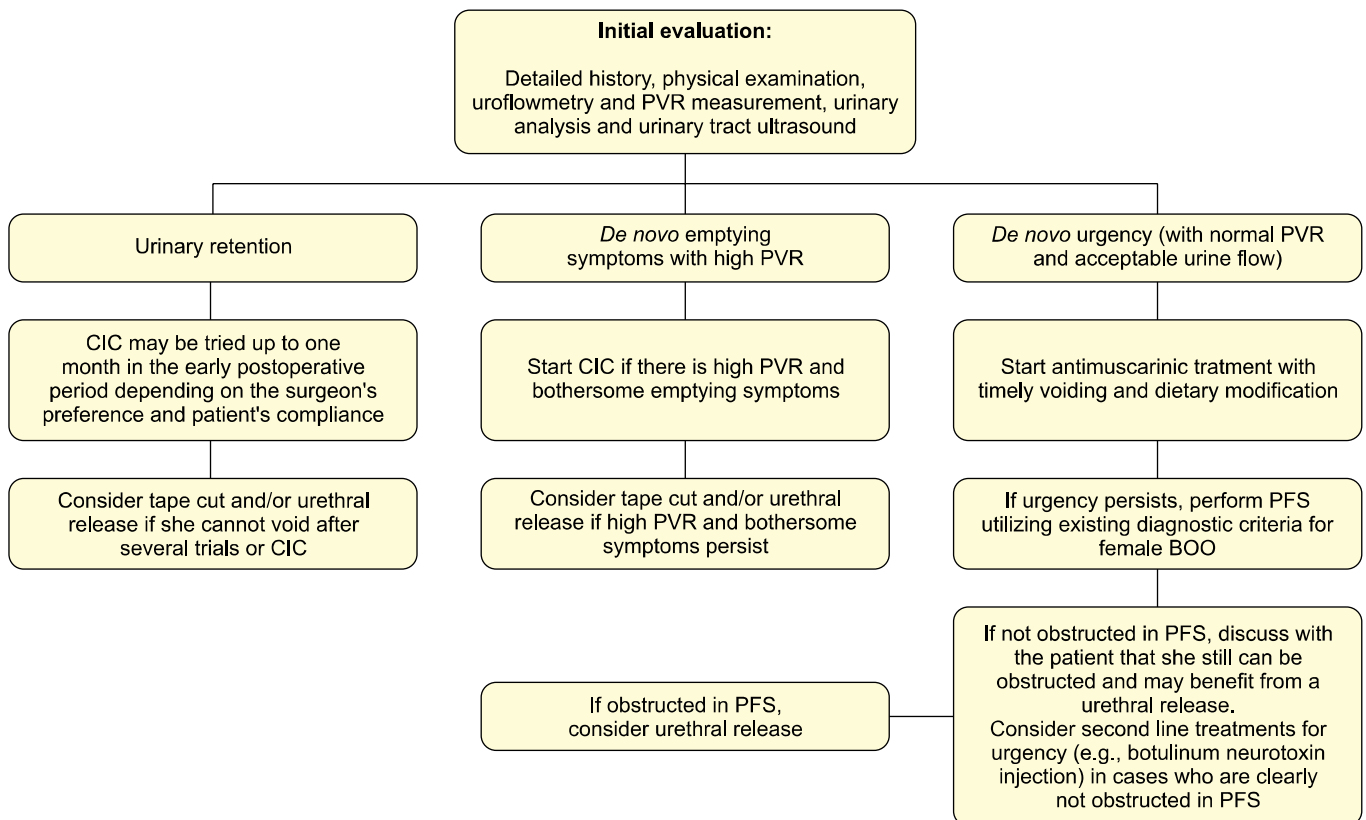 Initial evaluation:
Detailed history, physical examination,
uroflowmetry and PVR measurement, urinary
analysis and urinary tract ultrasound
Urinary retention
CIC may be tried up to one
month in the early postoperative
period depending on the surgeon's
preference and patient's compliance
Consider tape cut and/or urethral
release if she cannot void after
several trials or CIC
De novo emptying
symptoms with high PVR
Start CIC if there is high PVR and
bothersome emptying symptoms
Consider tape cut and/or urethral
release if high PVR and bothersome
symptoms persist
De novo urgency (with normal PVR
and acceptable urine flow)
Start antimuscarinic tratment with
timely voiding and dietary modification
If urgency persists, perform PFS
utilizing existing diagnostic criteria for
female BOO
If obstructed in PFS,
consider urethral release
If not obstructed in PFS, discuss with
the patient that she still can be
obstructed and may benefit from a
urethral release.
Consider second line treatments for
urgency (e.g., botulinum neurotoxin
injection) in cases who are clearly
not obstructed in PFS